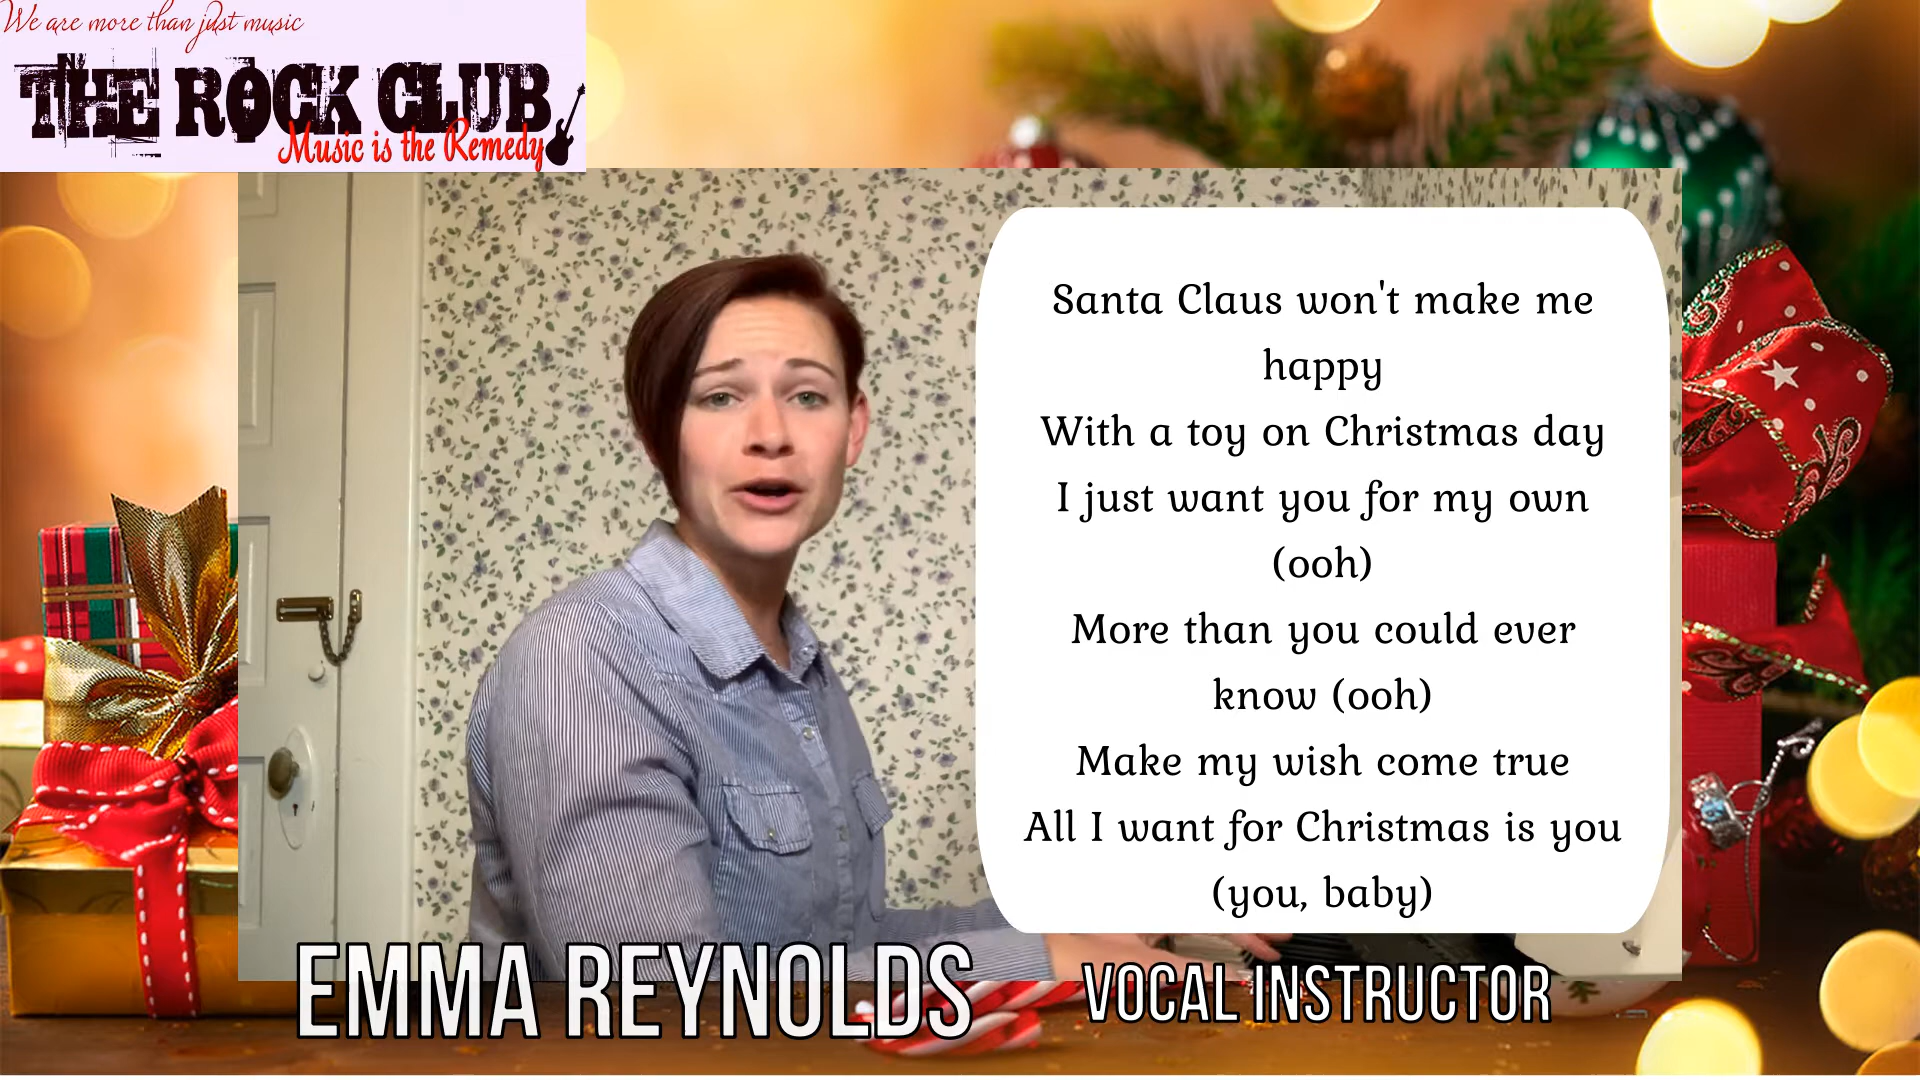 We are more than just music
THE ROCK CLUB
Music is the Remedy
Santa Claus won't make me
happy
With a toy on Christmas day
I just want you for my own
(ooh)
More than you could ever
know (ooh)
Make my wish come true
All I want for Christmas is you
(you, baby)
EMMA REYNOLDS
VOCAL INSTRUCTOR